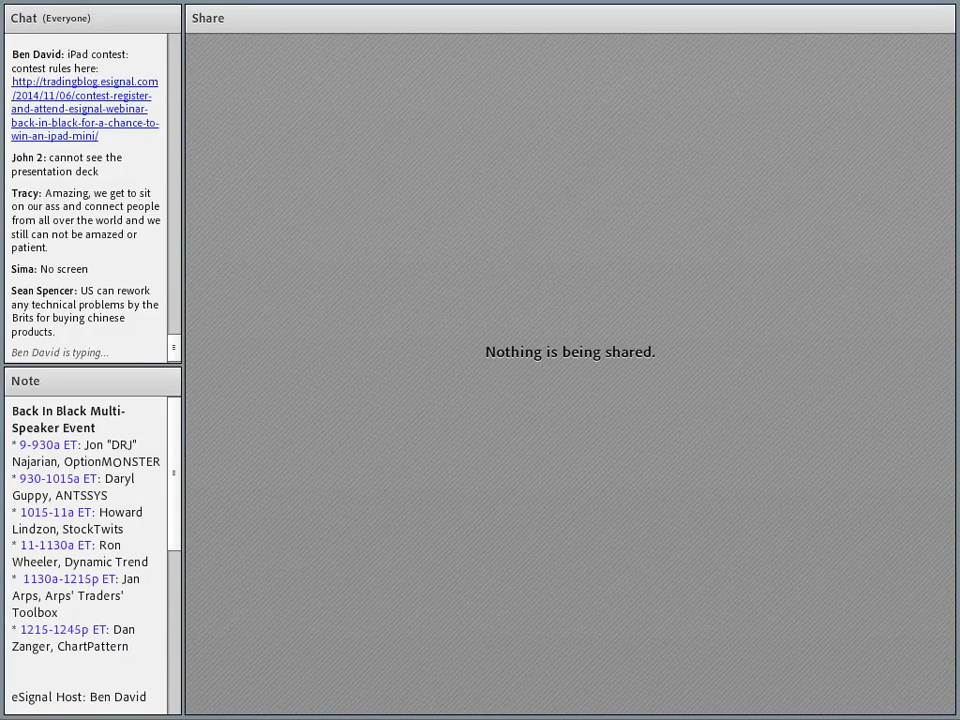 Chat (Everyone)
Ben David: iPad contest:
contest rules here:
http://tradingblog.esignal.com
/2014/11/06/contest-register-
and-attend-esignal-webinar-
back-in-black-for-a-chance-to-
win-an-ipad-mini/
John 2: cannot see the
presentation deck
Tracy: Amazing, we get to sit
on our ass and connect people
from all over the world and we
still can not be amazed or
patient.
Sima: No screen
Sean Spencer: US can rework
any technical problems by the
Brits for buying chinese
products.
Ben David is typing...
Note
Back In Black Multi-
Speaker Event
* 9-930a ET: Jon "DRJ"
Najarian, OptionMONSTER
* 930-1015a ET: Daryl
Guppy, ANTSSYS
* 1015-11a ET: Howard
Lindzon, StockTwits
* 11-1130a ET: Ron
Wheeler, Dynamic Trend
* 1130a-1215p ET: Jan
Arps, Arps' Traders'
Toolbox
* 1215-1245p ET: Dan
Zanger, ChartPattern
eSignal Host: Ben David
Share
Nothing is being shared.